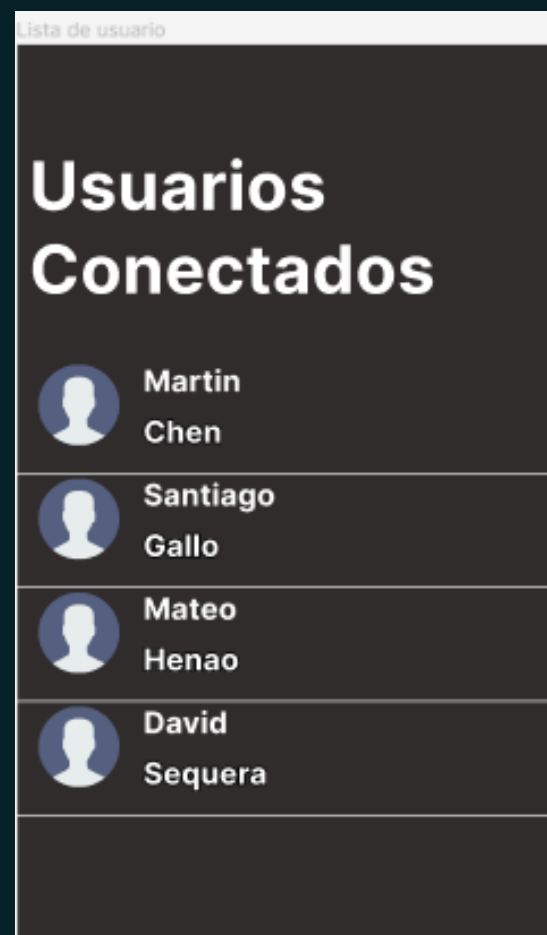 Lista de usuario
Usuarios
Conectados
Martin
Chen
Santiago
Gallo
Mateo
Henao
David
Sequera